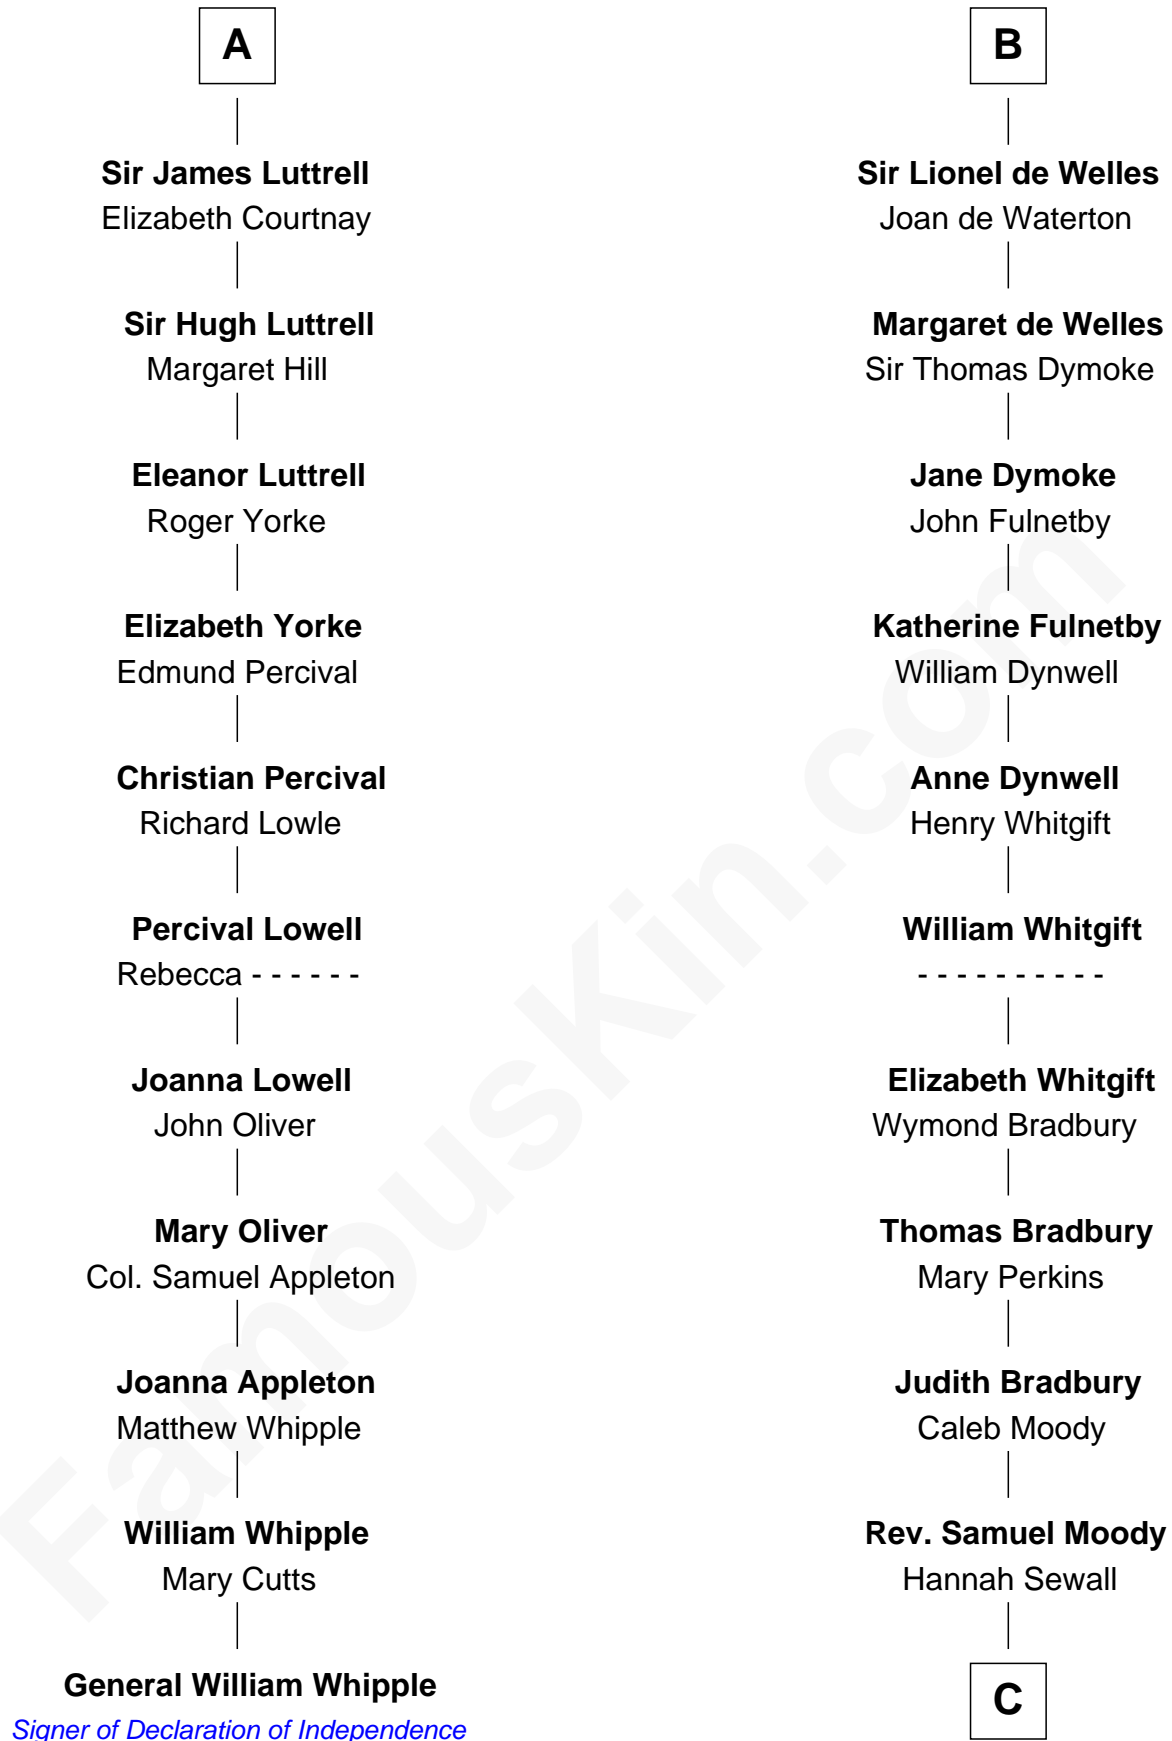 A
Sir James Luttrell
Elizabeth Courtnay
Sir Hugh Luttrell
Margaret Hill
Eleanor Luttrell
Roger Yorke
Elizabeth Yorke
Edmund Percival
Christian Percival
Richard Lowle
Percival Lowell
Rebecca - - - - - -
Joanna Lowell
John Oliver
Mary Oliver
Col. Samuel Appleton
Joanna Appleton
Matthew Whipple
William Whipple
Mary Cutts
General William Whipple
Signer of Declaration of Independence
B
Sir Lionel de Welles
Joan de Waterton
Margaret de Welles
Sir Thomas Dymoke
Jane Dymoke
John Fulnetby
Katherine Fulnetby
William Dynwell
Anne Dynwell
Henry Whitgift
William Whitgift
- - - - - - - - - -
Elizabeth Whitgift
Wymond Bradbury
Thomas Bradbury
Mary Perkins
Judith Bradbury
Caleb Moody
Rev. Samuel Moody
Hannah Sewall
C
FamousKin.com